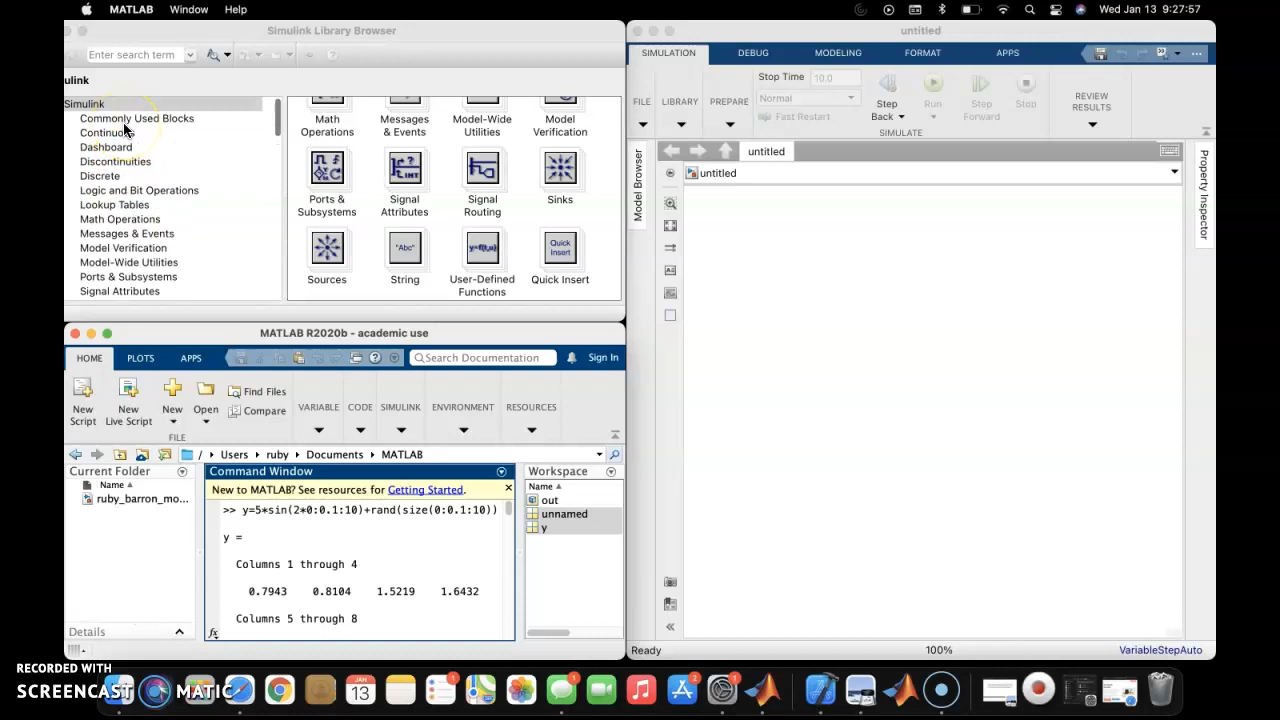 MATLAB Window Help
Wed Jan 13 9:27:57
Simulink Library Browser
Enter search term
ulink
Simulink
Commonly Used Blocks
Continuo
Dashboard
Discontinuities
Discrete
Logic and Bit Operations
Lookup Tables
Math Operations
Messages & Events
Model Verification
Model-Wide Utilities
Ports & Subsystems
Signal Attributes
Math Operations
Messages & Events
Model-Wide Utilities
Model Verification
Ports & Subsystems
Signal Attributes
Signal Routing
Sinks
Sources
"Abc"
String
y=f(t,u)
User-Defined Functions
Quick Insert
Quick Insert
untitled
SIMULATION DEBUG MODELING FORMAT APPS
FILE
LIBRARY
PREPARE
Stop Time 10.0
Normal
Fast Restart
Step Back
Run
Step Forward
Stop
SIMULATE
REVIEW RESULTS
untitled
untitled
Model Browser
Property Inspector
Ready 100% VariableStepAuto
MATLAB R2020b - academic use
HOME PLOTS APPS
Search Documentation
Sign In
New Script
New Live Script
New
Open
Find Files
Compare
FILE
VARIABLE
CODE
SIMULINK
ENVIRONMENT
RESOURCES
/ Users ruby Documents MATLAB
Current Folder
Name
ruby_barron_mo...
Details
Command Window
New to MATLAB? See resources for Getting Started.
>> y=5*sin(2*0:0.1:10)+rand(size(0:0.1:10))
y =
Columns 1 through 4
0.7943 0.8104 1.5219 1.6432
Columns 5 through 8
fx
Workspace
Name
out
unnamed
y
RECORDED WITH
SCREENCAST MATIC
JAN
13